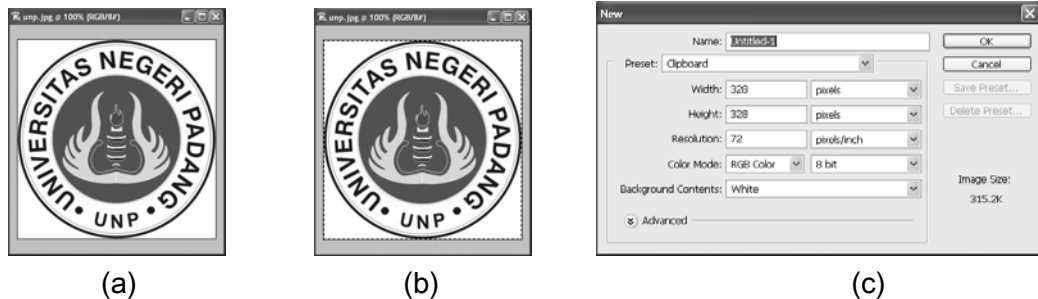 unp.jpg @ 100% (RGB/8#)
UNIVERSITAS NEGERI PADANG
• UNP •
(a)
unp.jpg @ 100% (RGB/8#)
UNIVERSITAS NEGERI PADANG
• UNP •
(b)
New
Name: Untitled-1
OK
Preset: Clipboard
Cancel
Width: 328 pixels
Save Preset...
Height: 328 pixels
Delete Preset...
Resolution: 72 pixels/inch
Color Mode: RGB Color 8 bit
Background Contents: White
Image Size:
315.2K
Advanced
(c)